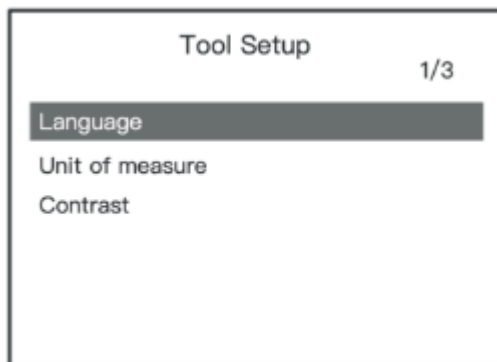 Tool Setup
1/3
Language
Unit of measure
Contrast